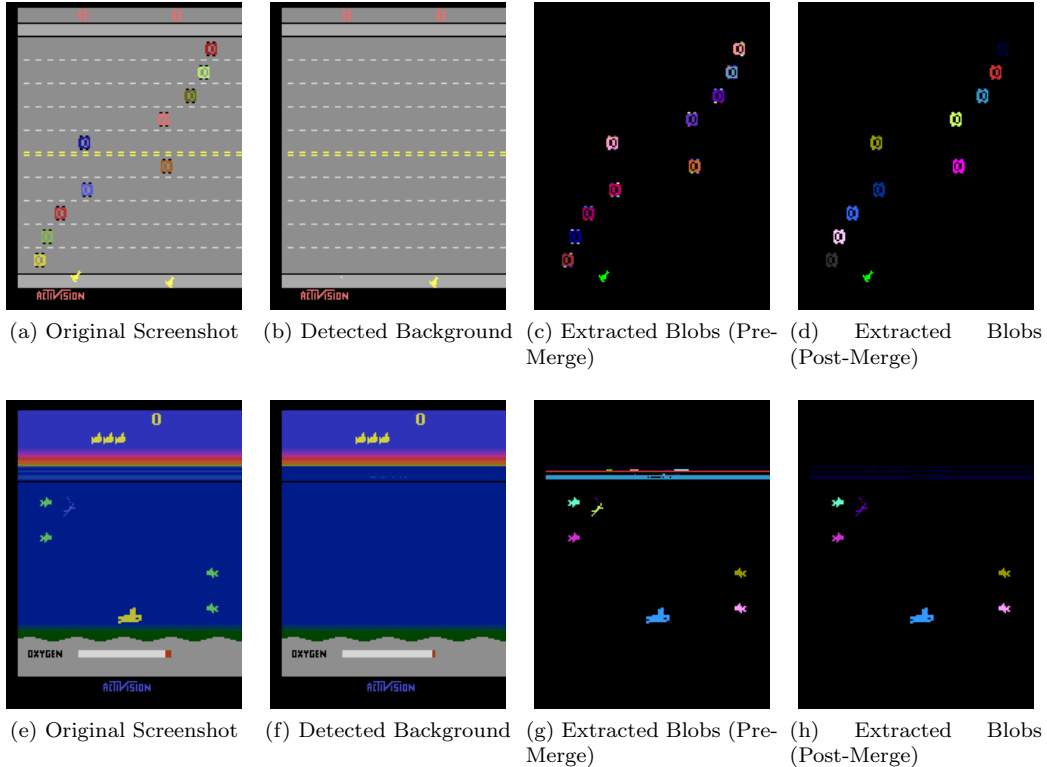 0 0
0 0
ACTIVISION
ACTIVISION
(a) Original Screenshot
(b) Detected Background
(c) Extracted Blobs (Pre-
Merge)
(d) Extracted Blobs
(Post-Merge)
0
0
OXYGEN
OXYGEN
ACTIVISION
ACTIVISION
(e) Original Screenshot
(f) Detected Background
(g) Extracted Blobs (Pre-
Merge)
(h) Extracted Blobs
(Post-Merge)